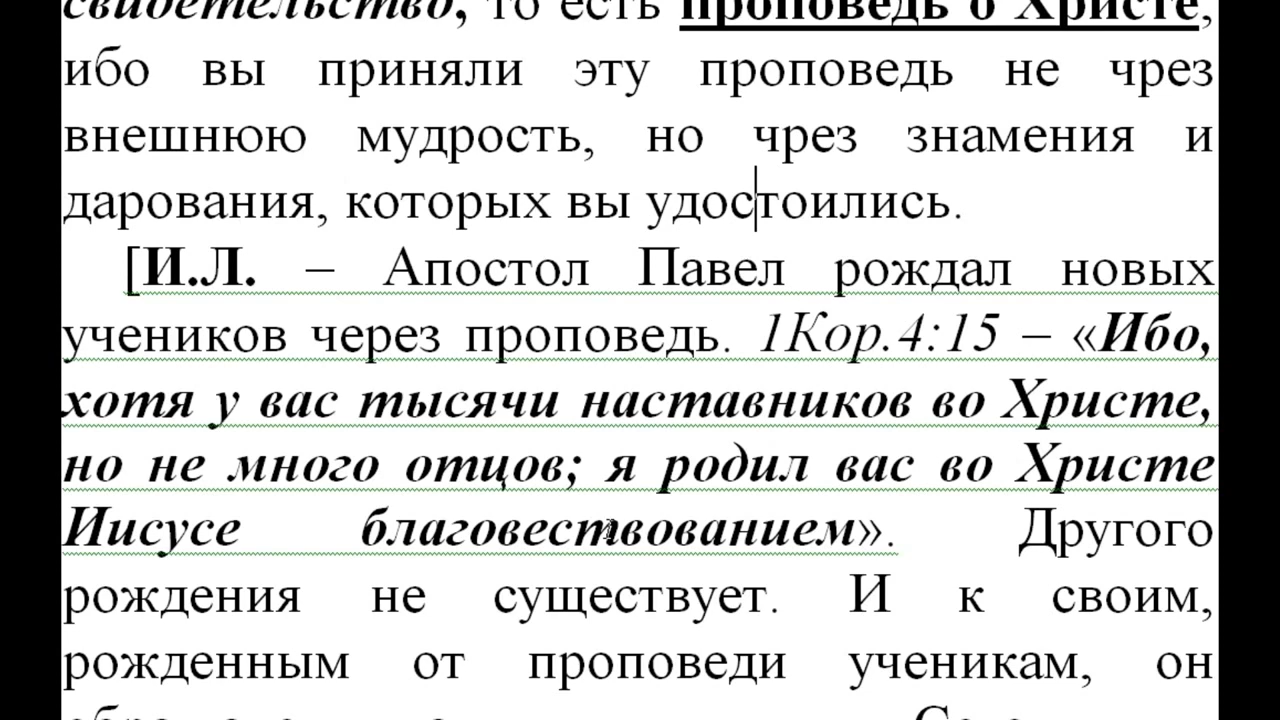 свидетельство, то есть проповедь о Христе,
ибо вы приняли эту проповедь не чрез
внешнюю мудрость, но чрез знамения и
дарования, которых вы удостоились.
[И.Л. – Апостол Павел рождал новых
учеников через проповедь. 1Кор.4:15 – «Ибо,
хотя у вас тысячи наставников во Христе,
но не много отцов; я родил вас во Христе
Иисусе благовествованием». Другого
рождения не существует. И к своим,
рожденным от проповеди ученикам, он